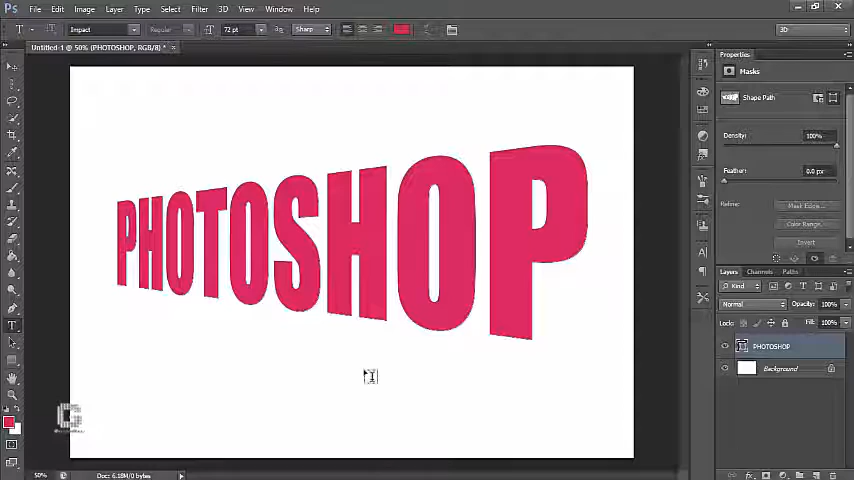 Ps File Edit Image Layer Type Select Filter 3D View Window Help
T Impact Regular 72 pt aa Sharp 3D
Untitled-1 @ 50% (PHOTOSHOP, RGB/8) * ×
Properties
Masks
Shape Path
Density: 100%
Feather: 0.0 px
Refine: Mask Edge...
Color Range...
Invert
PHOTOSHOP
Layers Channels Paths
Kind
Normal Opacity: 100%
Lock: Fill: 100%
PHOTOSHOP
Background
50% Doc: 6.18M/0 bytes